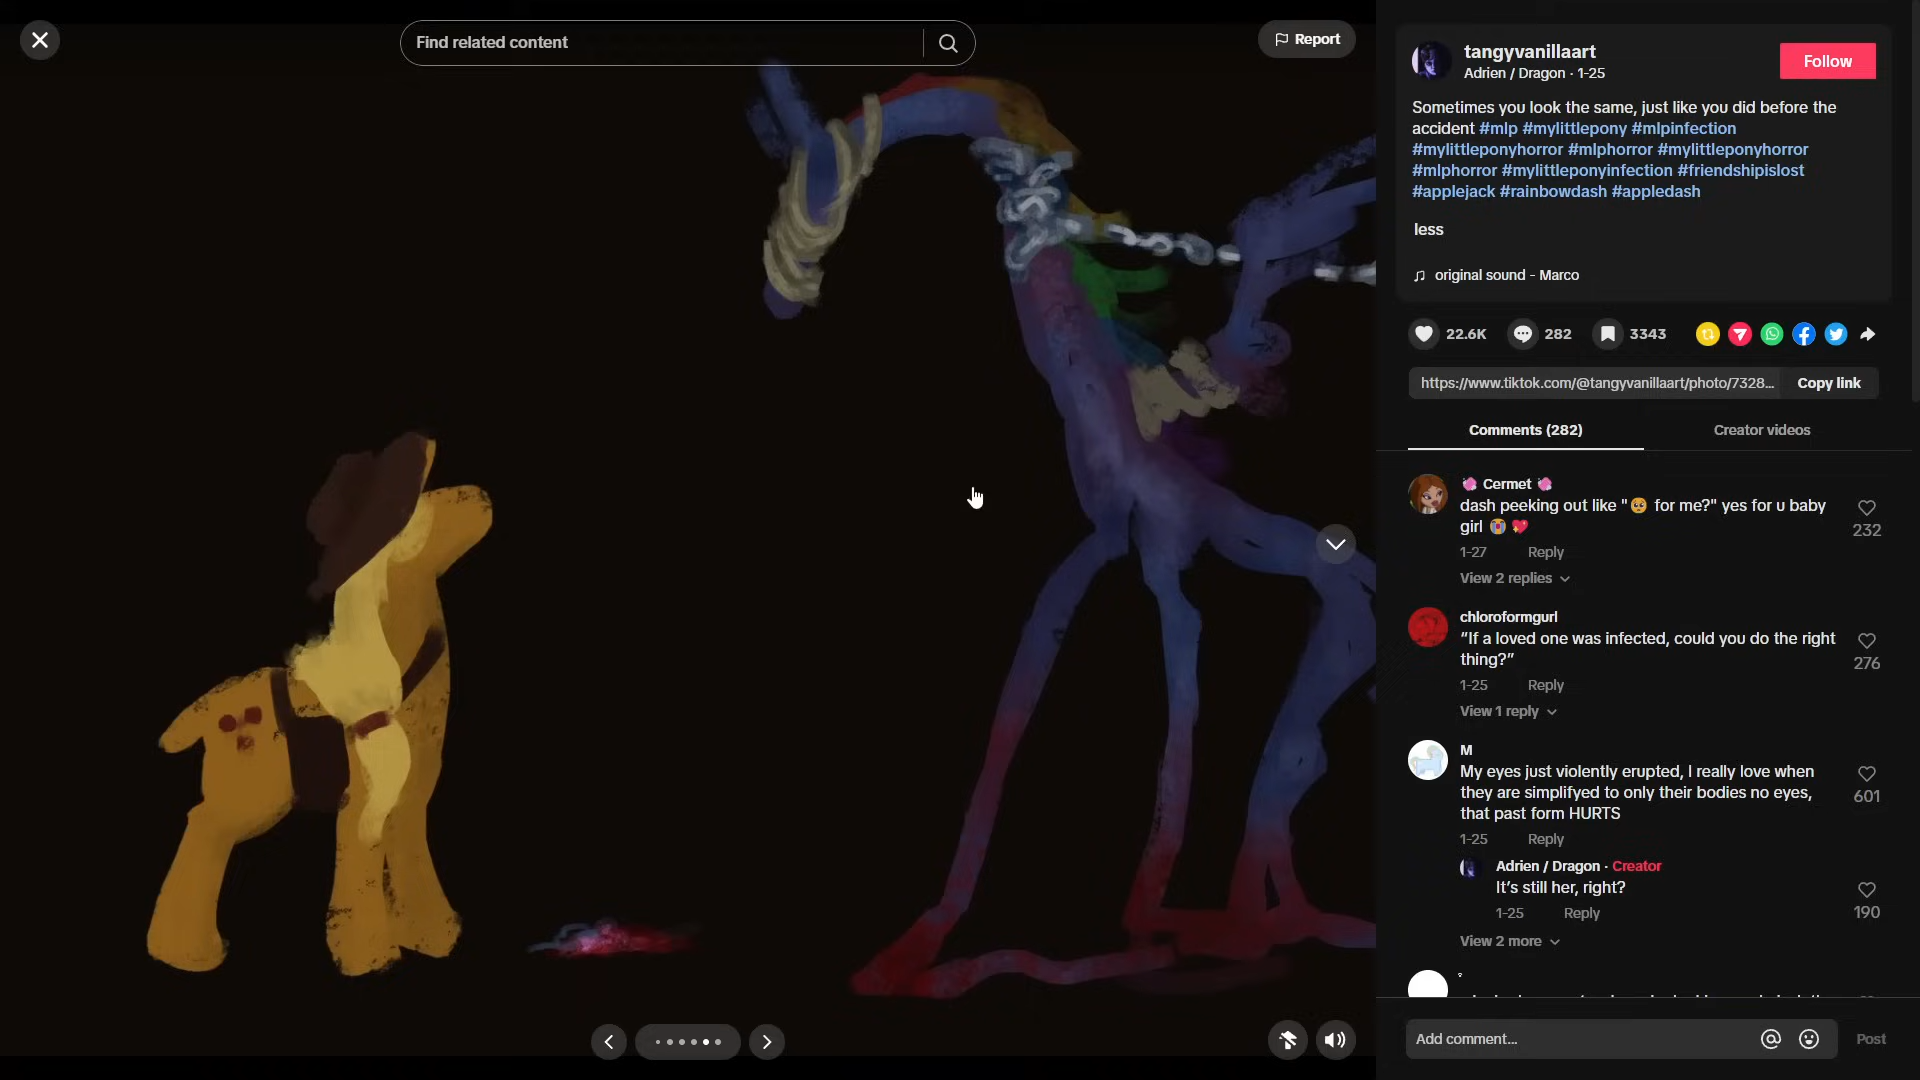 Find related content
Report
tangyvanillaart
Adrien / Dragon · 1-25
Follow
Sometimes you look the same, just like you did before the
accident #mlp #mylittlepony #mlpinfection
#mylittleponyhorror #mlphorror #mylittleponyhorror
#mlphorror #mylittleponyinfection #friendshipislost
#applejack #rainbowdash #appledash
less
original sound - Marco
22.6K
282
3343
https://www.tiktok.com/@tangyvanillaart/photo/7328...
Copy link
Comments (282)
Creator videos
Cermet
dash peeking out like "🥺 for me?" yes for u baby
girl 😭 💖
232
1-27
Reply
View 2 replies
chloroformgurl
“If a loved one was infected, could you do the right
thing?”
276
1-25
Reply
View 1 reply
M
My eyes just violently erupted, I really love when
they are simplifyed to only their bodies no eyes,
that past form HURTS
601
1-25
Reply
Adrien / Dragon · Creator
It’s still her, right?
190
1-25
Reply
View 2 more
Add comment...
Post